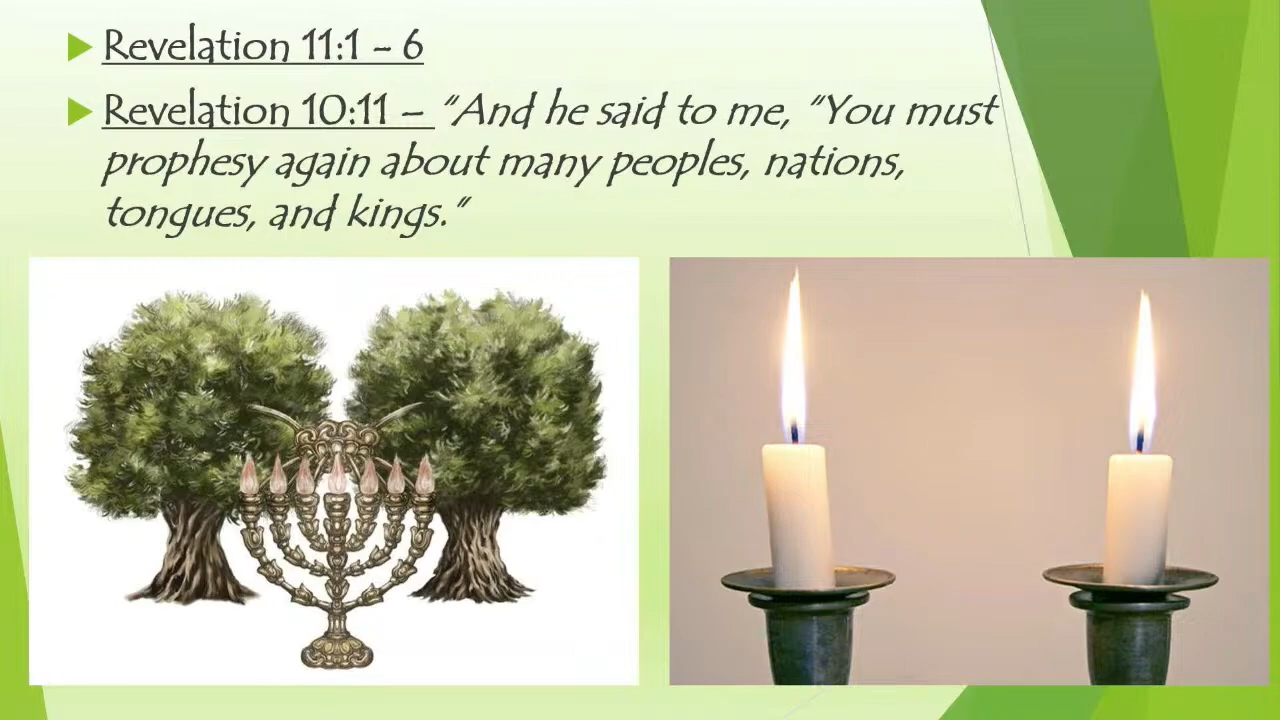 Revelation 11:1 – 6
Revelation 10:11 – “And he said to me, “You must
prophesy again about many peoples, nations,
tongues, and kings.”